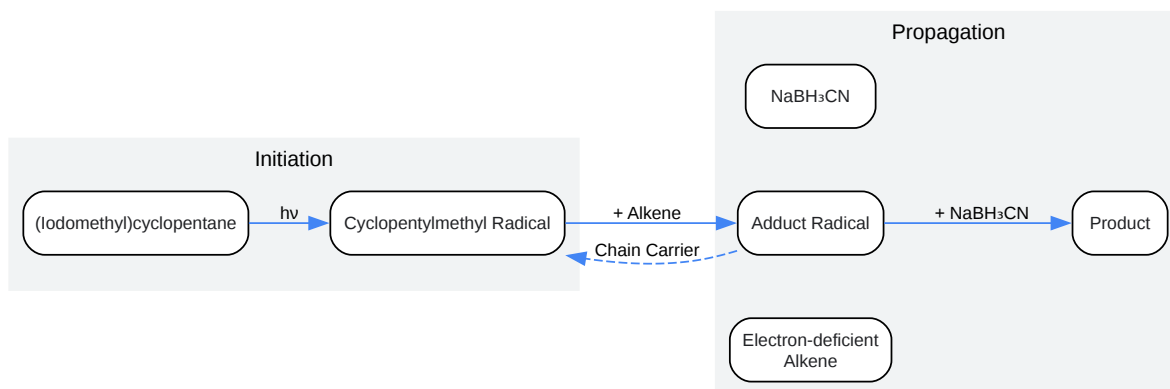 Propagation
NaBH₃CN
Initiation
(Iodomethyl)cyclopentane
hν
Cyclopentylmethyl Radical
+ Alkene
Adduct Radical
+ NaBH₃CN
Product
Chain Carrier
Electron-deficient
Alkene